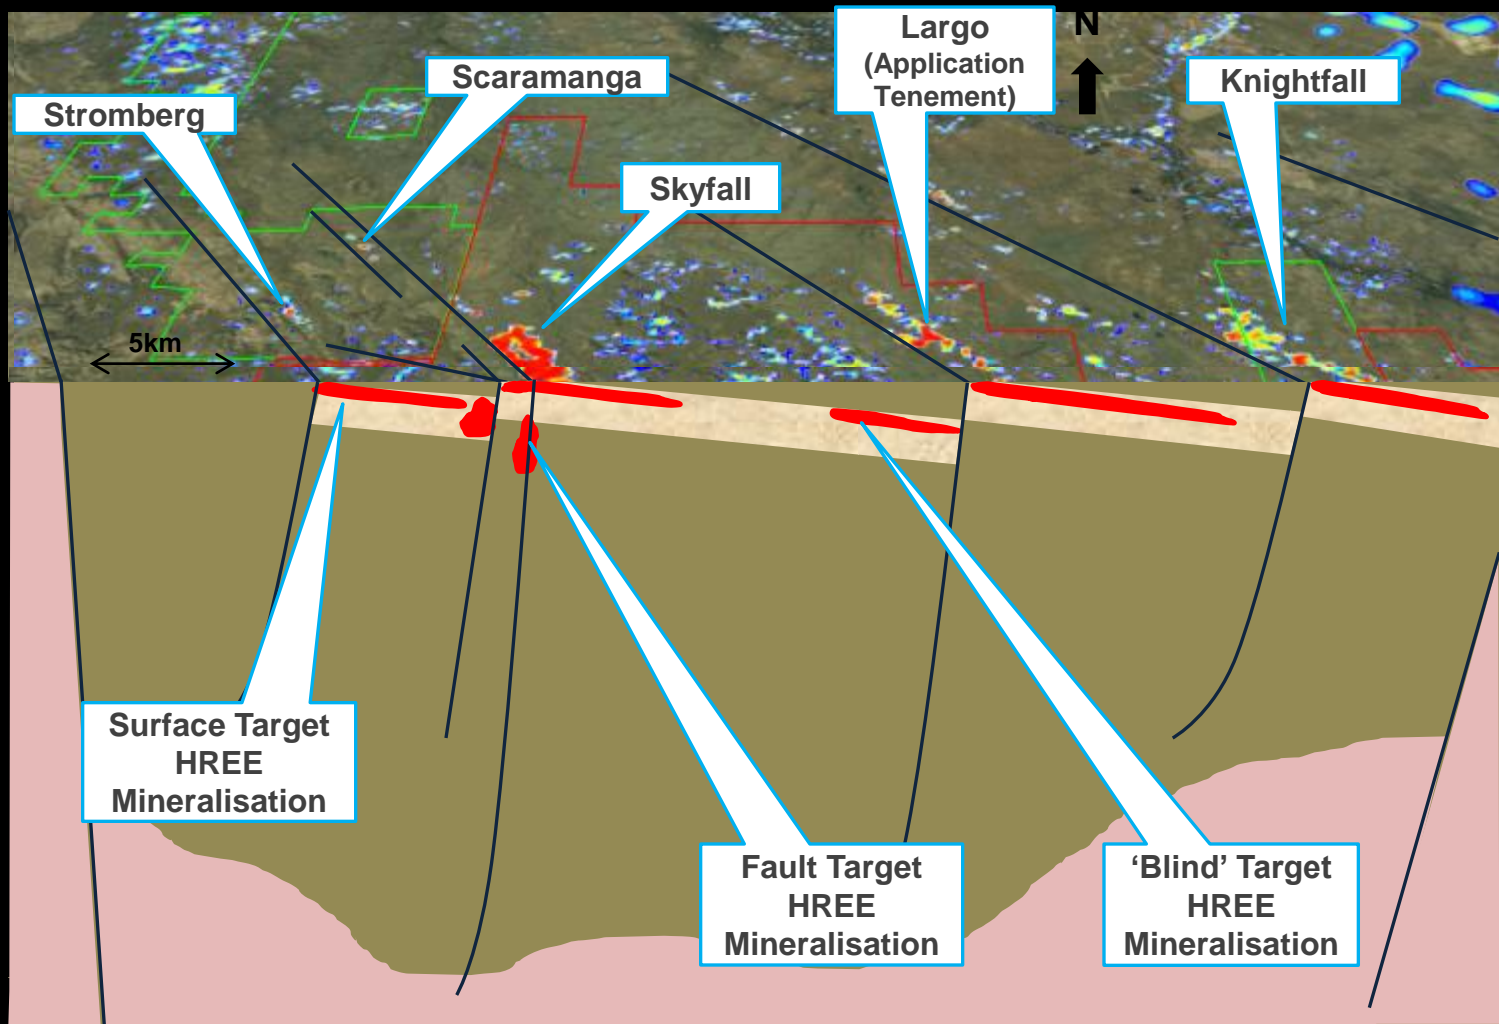 Largo
(Application
Tenement)
N
Scaramanga
Knightfall
Stromberg
Skyfall
5km
Surface Target
HREE
Mineralisation
Fault Target
HREE
Mineralisation
‘Blind’ Target
HREE
Mineralisation